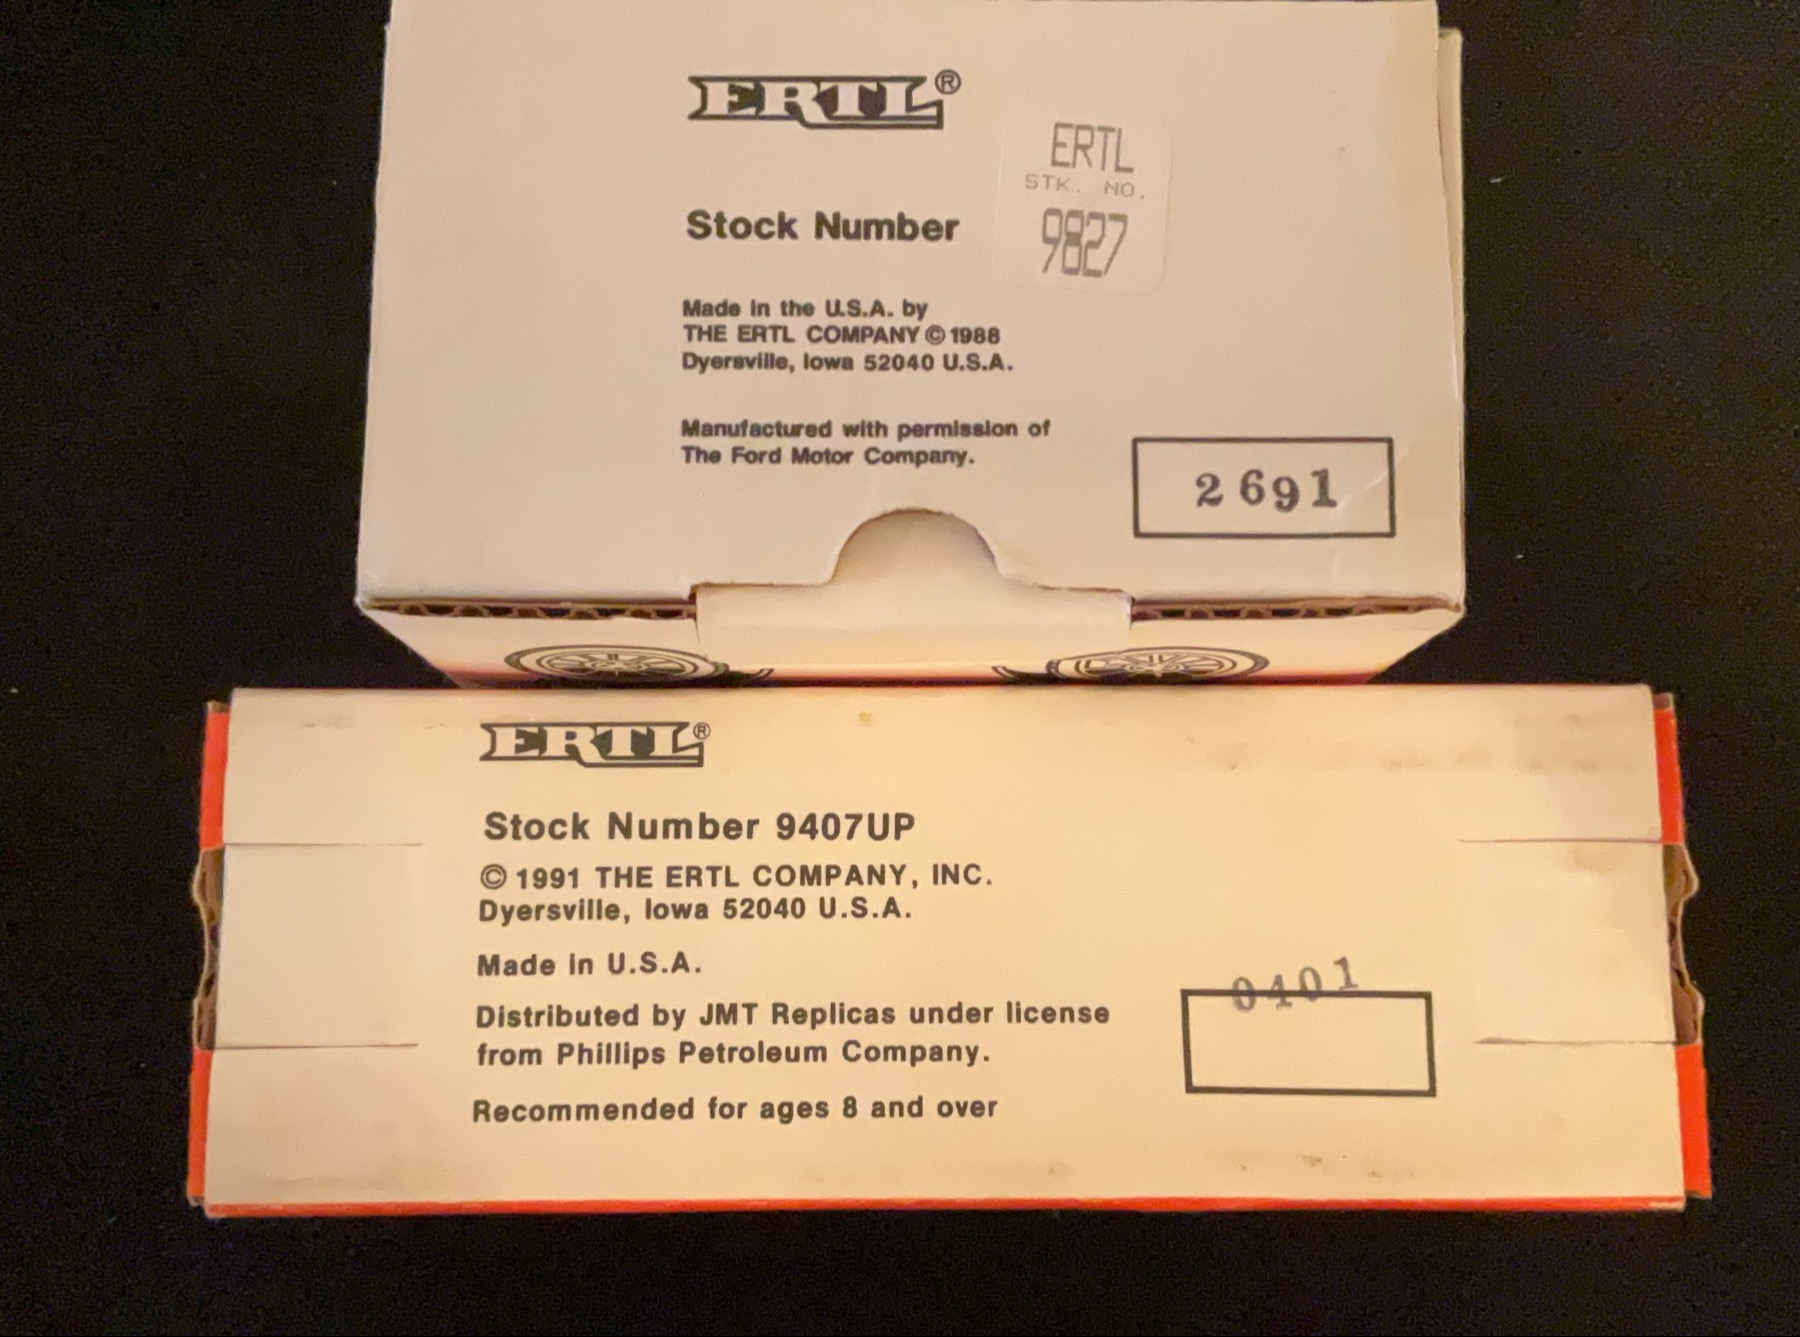 ERTL®
ERTL
STK. NO.
9827
Stock Number
Made in the U.S.A. by
THE ERTL COMPANY © 1988
Dyersville, Iowa 52040 U.S.A.
Manufactured with permission of
The Ford Motor Company.
2691
ERTL®
Stock Number 9407UP
© 1991 THE ERTL COMPANY, INC.
Dyersville, Iowa 52040 U.S.A.
Made in U.S.A.
Distributed by JMT Replicas under license
from Phillips Petroleum Company.
Recommended for ages 8 and over
0401